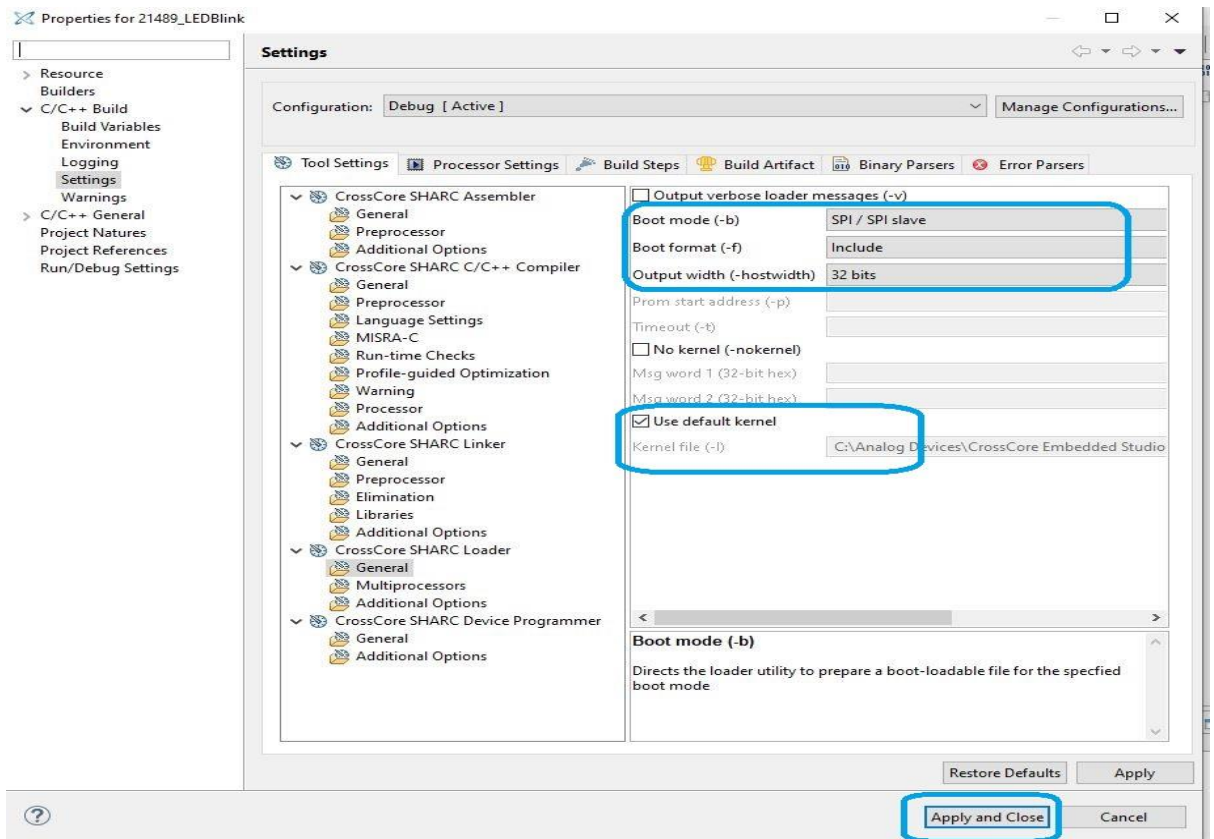 Properties for 21489_LEDBlink
Resource
Builders
C/C++ Build
Build Variables
Environment
Logging
Settings
Warnings
C/C++ General
Project Natures
Project References
Run/Debug Settings
Settings
Configuration: Debug [ Active ]
Manage Configurations...
Tool Settings Processor Settings Build Steps Build Artifact Binary Parsers Error Parsers
CrossCore SHARC Assembler
General
Preprocessor
Additional Options
CrossCore SHARC C/C++ Compiler
General
Preprocessor
Language Settings
MISRA-C
Run-time Checks
Profile-guided Optimization
Warning
Processor
Additional Options
CrossCore SHARC Linker
General
Preprocessor
Elimination
Libraries
Additional Options
CrossCore SHARC Loader
General
Multiprocessors
Additional Options
CrossCore SHARC Device Programmer
General
Additional Options
Output verbose loader messages (-v)
Boot mode (-b) SPI / SPI slave
Boot format (-f) Include
Output width (-hostwidth) 32 bits
Prom start address (-p)
Timeout (-t)
No kernel (-nokernel)
Msg word 1 (32-bit hex)
Msg word 2 (32-bit hex)
Use default kernel
Kernel file (-l) C:\Analog Devices\CrossCore Embedded Studio
Boot mode (-b)
Directs the loader utility to prepare a boot-loadable file for the specfied
boot mode
Restore Defaults Apply
Apply and Close Cancel